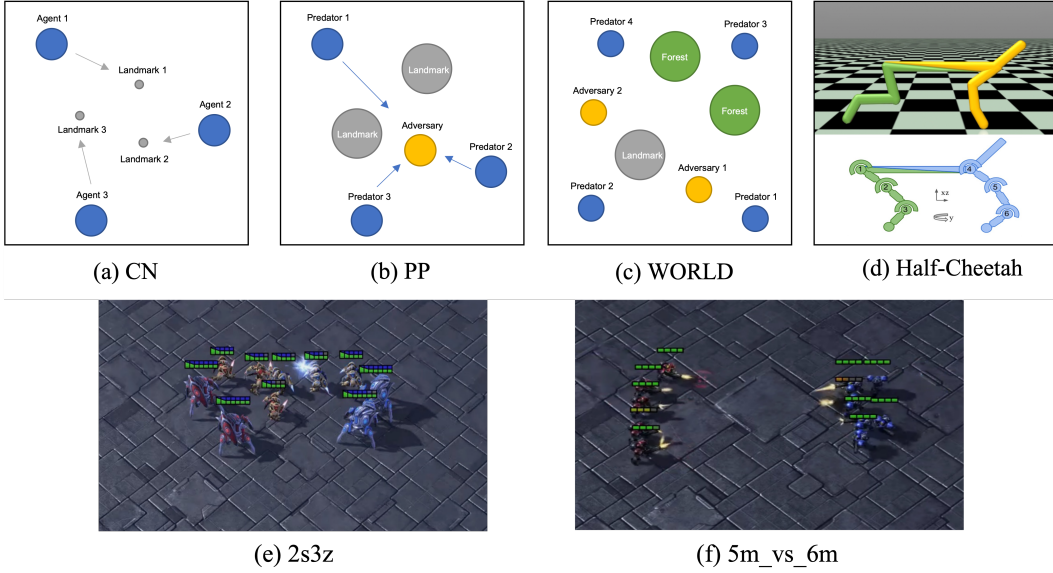 Agent 1
Landmark 1
Agent 2
Landmark 3
Landmark 2
Agent 3
(a) CN
Predator 1
Landmark
Landmark
Adversary
Predator 2
Predator 3
(b) PP
Predator 4
Predator 3
Forest
Adversary 2
Forest
Landmark
Adversary 1
Predator 2
Predator 1
(c) WORLD
1
4
2
5
3
6
xz
y
(d) Half-Cheetah
(e) 2s3z
(f) 5m_vs_6m